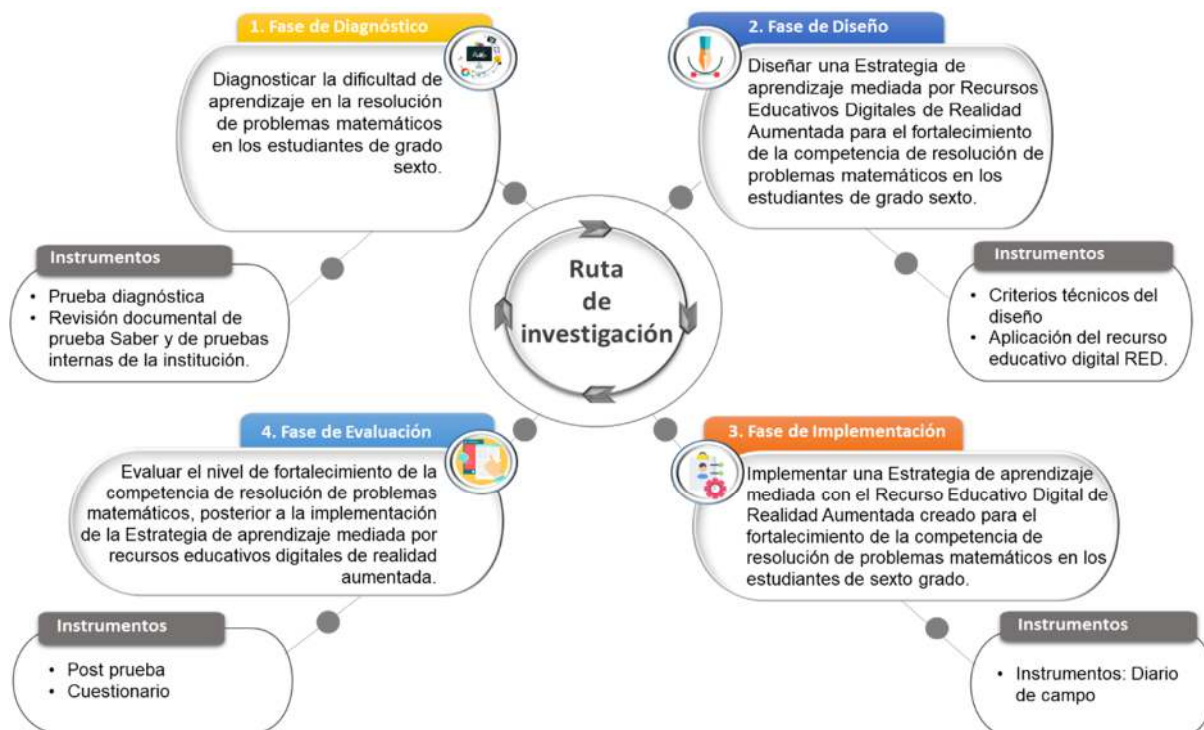 1. Fase de Diagnóstico
Diagnosticar la dificultad de
aprendizaje en la resolución
de problemas matemáticos
en los estudiantes de grado
sexto.
Instrumentos
• Prueba diagnóstica
• Revisión documental de
prueba Saber y de pruebas
internas de la institución.
2. Fase de Diseño
Diseñar una Estrategia de
aprendizaje mediada por Recursos
Educativos Digitales de Realidad
Aumentada para el fortalecimiento
de la competencia de resolución de
problemas matemáticos en los
estudiantes de grado sexto.
Instrumentos
• Criterios técnicos del
diseño
• Aplicación del recurso
educativo digital RED.
Ruta
de
investigación
4. Fase de Evaluación
Evaluar el nivel de fortalecimiento de la
competencia de resolución de problemas
matemáticos, posterior a la implementación
de la Estrategia de aprendizaje mediada por
recursos educativos digitales de realidad
aumentada.
Instrumentos
• Post prueba
• Cuestionario
3. Fase de Implementación
Implementar una Estrategia de aprendizaje
mediada con el Recurso Educativo Digital de
Realidad Aumentada creado para el
fortalecimiento de la competencia de
resolución de problemas matemáticos en los
estudiantes de sexto grado.
Instrumentos
• Instrumentos: Diario
de campo